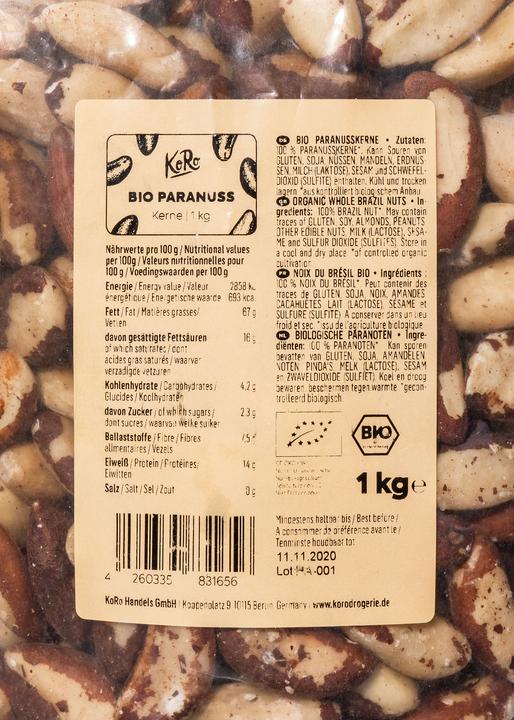 KoRo
BIO PARANUSS
Kerne | 1 kg
Nährwerte pro 100 g / Nutritional values
per 100g / Valeurs nutritionnelles pour
100 g / Voedingswaarden per 100 g
Energie / Energy value / Valeur 2858 kJ
énergétique / Energetische waarde 693 kca.
Fett / Fat / Matières grasses / 67 g
Vetten
davon gesättigte Fettsäuren 16 g
of which saturates / dont
acides gras saturés / waarvan
verzadigde vetzuren
Kohlenhydrate / Carbohydrates / 4,2 g
Glucides / Koolhydraten
davon Zucker / of which sugars / 2.3 g
dont sucres / waarvan welke suiker
Ballaststoffe / Fibre / Fibres 7,5 g
alimentaires / Vezels
Eiweiß / Protein / Protéines / 14 g
Eiwitten
Salz / Salt / Sel / Zout 0 g
4 260335 831656
DE BIO PARANUSSKERNE • Zutaten:
100 % PARANUSSKERNE*. Kann Spuren von
GLUTEN, SOJA, NÜSSEN, MANDELN, ERDNÜS-
SEN, MILCH (LAKTOSE), SESAM und SCHWEFEL-
DIOXID (SULFITE) enthalten. Kühl und trocken
lagern. *aus kontrolliert biologischem Anbau
GB ORGANIC WHOLE BRAZIL NUTS • In-
gredients: 100% BRAZIL NUT*. May contain
traces of GLUTEN, SOY, ALMONDS, PEANUTS,
OTHER EDIBLE NUTS, MILK (LACTOSE), SESA-
ME and SULFUR DIOXIDE (SULFITES). Store in
a cool and dry place. *of controlled organic
cultivation
FR NOIX DU BRÉSIL BIO • Ingrédients :
100 % NOIX DU BRÉSIL*. Peut contenir des
traces de GLUTEN, SOJA, NOIX, AMANDES,
CACAHUÈTES, LAIT (LACTOSE), SÉSAME et
SULFURE (SULFITE). À conserver dans un lieu
froid et sec. *issu de l'agriculture biologique
NL BIOLOGISCHE PARANOTEN • Ingre-
diënten: 100 % PARANOTEN*. Kan sporen
bevatten van GLUTEN, SOJA, AMANDELEN,
NOTEN, PINDA'S, MELK (LACTOSE), SESAM
en ZWAVELDIOXIDE (SULFIET). Koel en droog
bewaren, beschermen tegen warmte. *gecon-
trolleerd biologisch.
BIO
1 kg e
Mindestens haltbar bis / Best before /
A consommer de préférence avant le /
Tenminste houdbaar tot
11.11.2020
KoRo Handels GmbH | Koppenplatz 9 10115 Berlin, Germany | www.korodrogerie.de